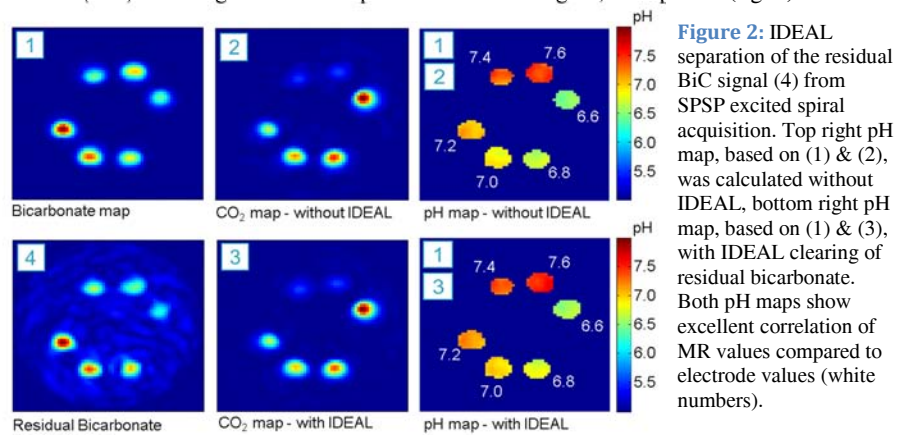 pH
1
2
1
2
7.4
7.6
6.6
7.2
7.0
6.8
7.5
7.0
6.5
6.0
5.5
Bicarbonate map
CO₂ map - without IDEAL
pH map - without IDEAL
pH
4
3
1
3
7.4
7.6
6.6
7.2
7.0
6.8
7.5
7.0
6.5
6.0
5.5
Residual Bicarbonate
CO₂ map - with IDEAL
pH map - with IDEAL
Figure 2: IDEAL
separation of the residual
BiC signal (4) from
SPSP excited spiral
acquisition. Top right pH
map, based on (1) & (2),
was calculated without
IDEAL, bottom right pH
map, based on (1) & (3),
with IDEAL clearing of
residual bicarbonate.
Both pH maps show
excellent correlation of
MR values compared to
electrode values (white
numbers).